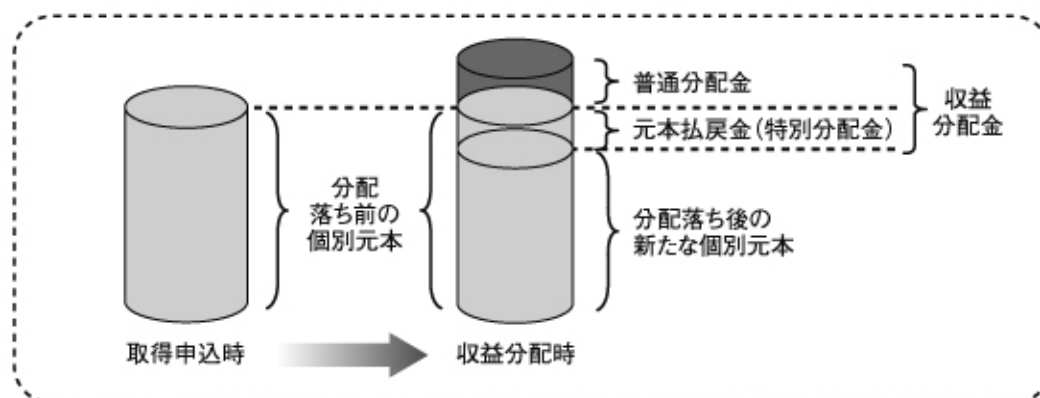 普通分配金
元本払戻金(特別分配金)
収益
分配金
分配
落ち前の
個別元本
分配落ち後の
新たな個別元本
取得申込時
収益分配時